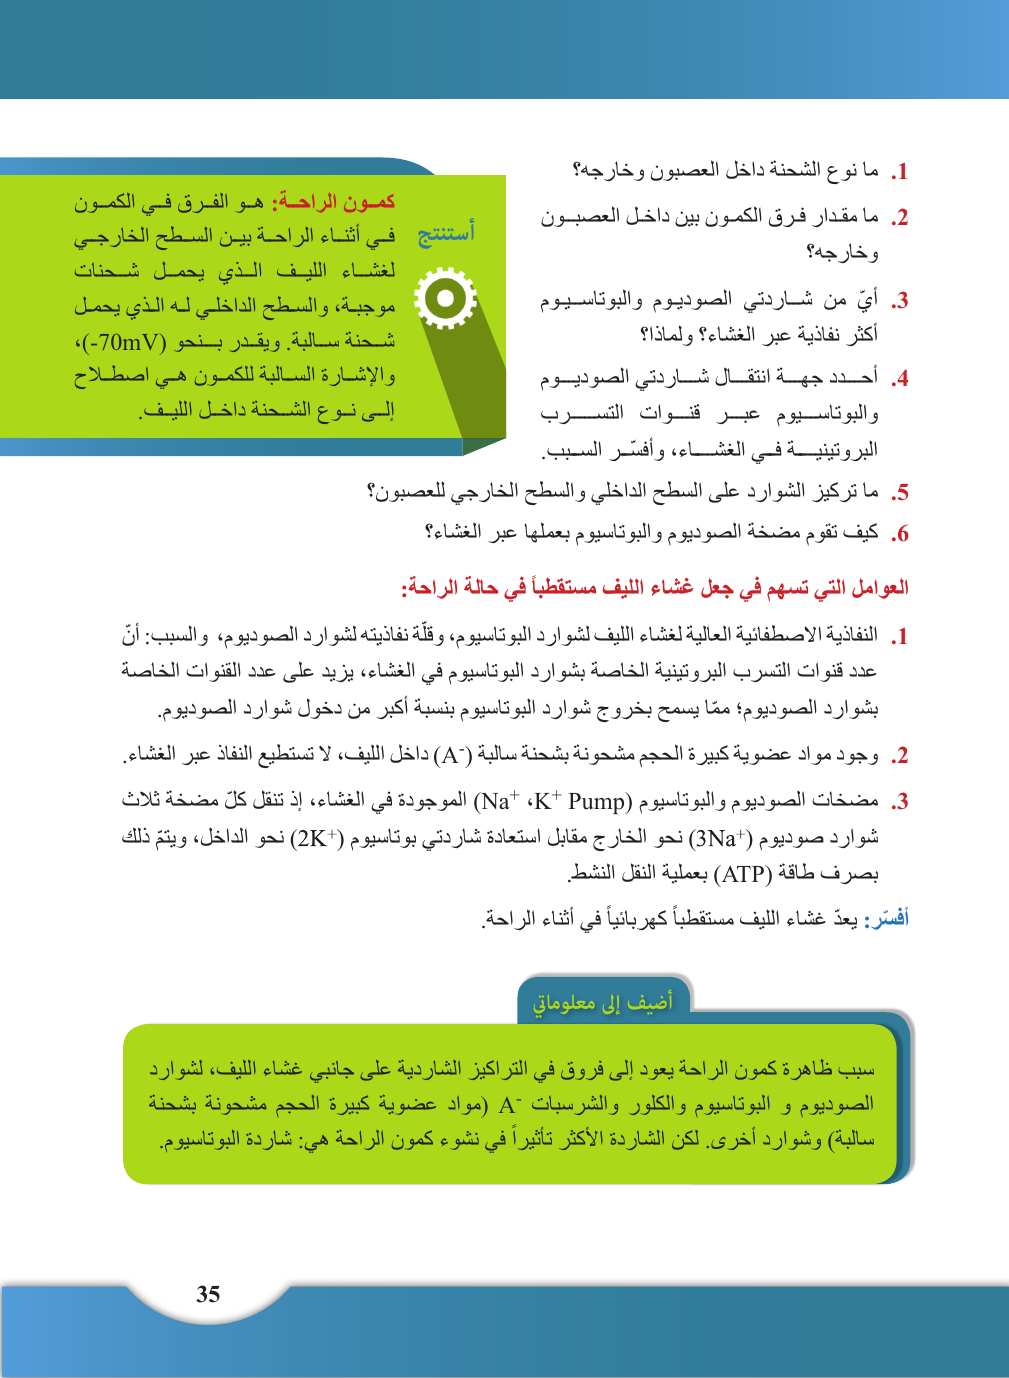 1. ما نوع الشحنة داخل العصبون وخارجه؟
2. ما مقدار فرق الكمون بين داخل العصبون
وخارجه؟
3. أيّ من شاردتي الصوديوم والبوتاسيوم
أكثر نفاذية عبر الغشاء؟ ولماذا؟
4. أحدد جهة انتقال شاردتي الصوديوم
والبوتاسيوم عبر قنوات التسرب
البروتينية في الغشاء، وأفسّر السبب.
أستنتج
كمون الراحة: هو الفرق في الكمون
في أثناء الراحة بين السطح الخارجي
لغشاء الليف الذي يحمل شحنات
موجبة، والسطح الداخلي له الذي يحمل
شحنة سالبة. ويقدر بنحو (-70mV)،
والإشارة السالبة للكمون هي اصطلاح
إلى نوع الشحنة داخل الليف.
5. ما تركيز الشوارد على السطح الداخلي والسطح الخارجي للعصبون؟
6. كيف تقوم مضخة الصوديوم والبوتاسيوم بعملها عبر الغشاء؟
العوامل التي تسهم في جعل غشاء الليف مستقطباً في حالة الراحة:
1. النفاذية الاصطفائية العالية لغشاء الليف لشوارد البوتاسيوم، وقلّة نفاذيته لشوارد الصوديوم، والسبب: أنّ
عدد قنوات التسرب البروتينية الخاصة بشوارد البوتاسيوم في الغشاء، يزيد على عدد القنوات الخاصة
بشوارد الصوديوم؛ ممّا يسمح بخروج شوارد البوتاسيوم بنسبة أكبر من دخول شوارد الصوديوم.
2. وجود مواد عضوية كبيرة الحجم مشحونة بشحنة سالبة (A⁻) داخل الليف، لا تستطيع النفاذ عبر الغشاء.
3. مضخات الصوديوم والبوتاسيوم (Na⁺ ،K⁺ Pump) الموجودة في الغشاء، إذ تنقل كلّ مضخة ثلاث
شوارد صوديوم (3Na⁺) نحو الخارج مقابل استعادة شاردتي بوتاسيوم (2K⁺) نحو الداخل، ويتمّ ذلك
بصرف طاقة (ATP) بعملية النقل النشط.
أفسّر: يعدّ غشاء الليف مستقطباً كهربائياً في أثناء الراحة.
أضيف إلى معلوماتي
سبب ظاهرة كمون الراحة يعود إلى فروق في التراكيز الشاردية على جانبي غشاء الليف، لشوارد
الصوديوم و البوتاسيوم والكلور والشرسبات A⁻ (مواد عضوية كبيرة الحجم مشحونة بشحنة
سالبة) وشوارد أخرى. لكن الشاردة الأكثر تأثيراً في نشوء كمون الراحة هي: شاردة البوتاسيوم.
35